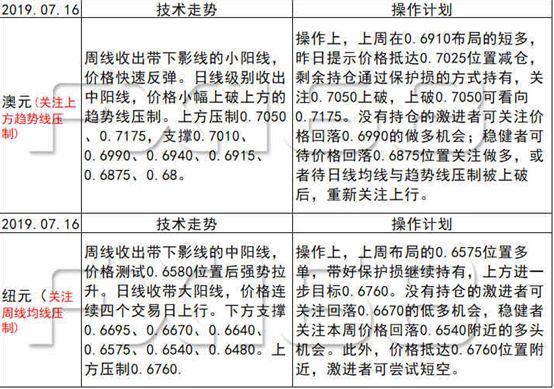 2019.07.16
技术走势
操作计划
澳元(关注上
方趋势线压
制)
周线收出带下影线的小阳线，
价格快速反弹。日线级别收出
中阳线，价格小幅上破上方的
趋势线压制。上方压制0.7050
、0.7175，支撑0.7010、
0.6990、0.6940、0.6915、
0.6875、0.68。
操作上，上周在0.6910布局的短多，
昨日提示价格抵达0.7025位置减仓，
剩余持仓通过保护损的方式持有，关
注0.7050上破，上破0.7050可看向
0.7175。没有持仓的激进者可关注价
格回落0.6990的做多机会；稳健者可
待价格回落0.6875位置关注做多，或
者待日线均线与趋势线压制被上破
后，重新关注上行。
2019.07.16
技术走势
操作计划
纽元（关注
周线均线压
制)
周线收出带下影线的中阳线，
价格测试0.6580位置后强势拉
升。日线收带大阳线，价格连
续四个交易日上行。下方支撑
0.6695、0.6670、0.6640、
0.6575、0.6540、0.6480。上
方压制0.6760.
操作上，上周布局的0.6575位置多
单，带好保护损继续持有，上方进一
步目标0.6760。没有持仓的激进者可
关注回落0.6670的低多机会，稳健者
关注本周价格回落0.6540附近的多头
机会。此外，价格抵达0.6760位置附
近，激进者可尝试短空。